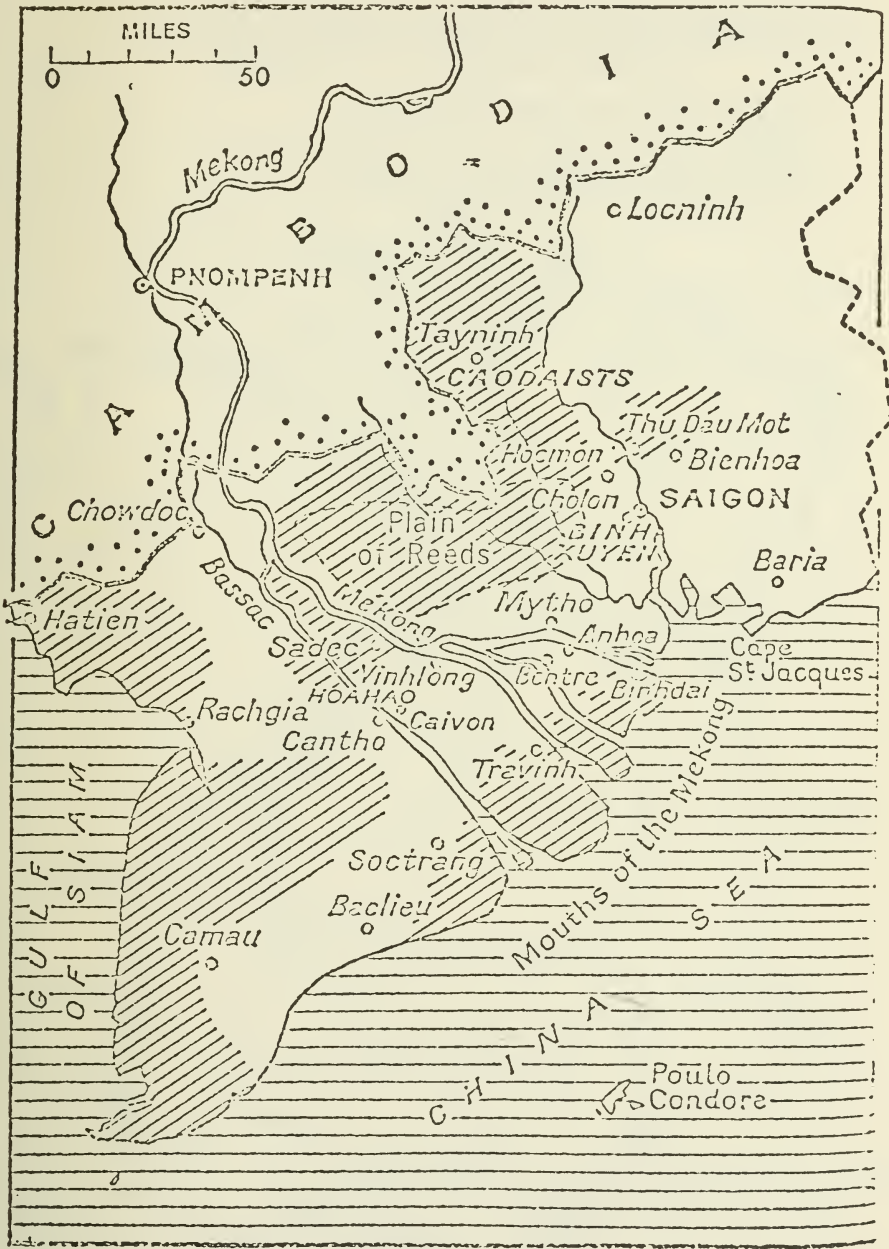 MILES
0 50
CAMBODIA
Mekong
Locninh
PNOMPENH
Tayninh
CAODAISTS
Thu Dau Mot
Hocmon
Bienhoa
Cholon
SAIGON
Chowdoc
Plain
of Reeds
BINH
XUYEN
Baria
Bassac
Mekong
Mytho
Hatien
Anhoa
Cape
St. Jacques
Sadec
Vinhlong
Bentre
Binhdai
HOAHAO
Rachgia
Caivon
Cantho
Travinh
Mouths of the Mekong
GULF
OF SIAM
Soctrang
Baclieu
Camau
CHINA SEA
Poulo
Condore